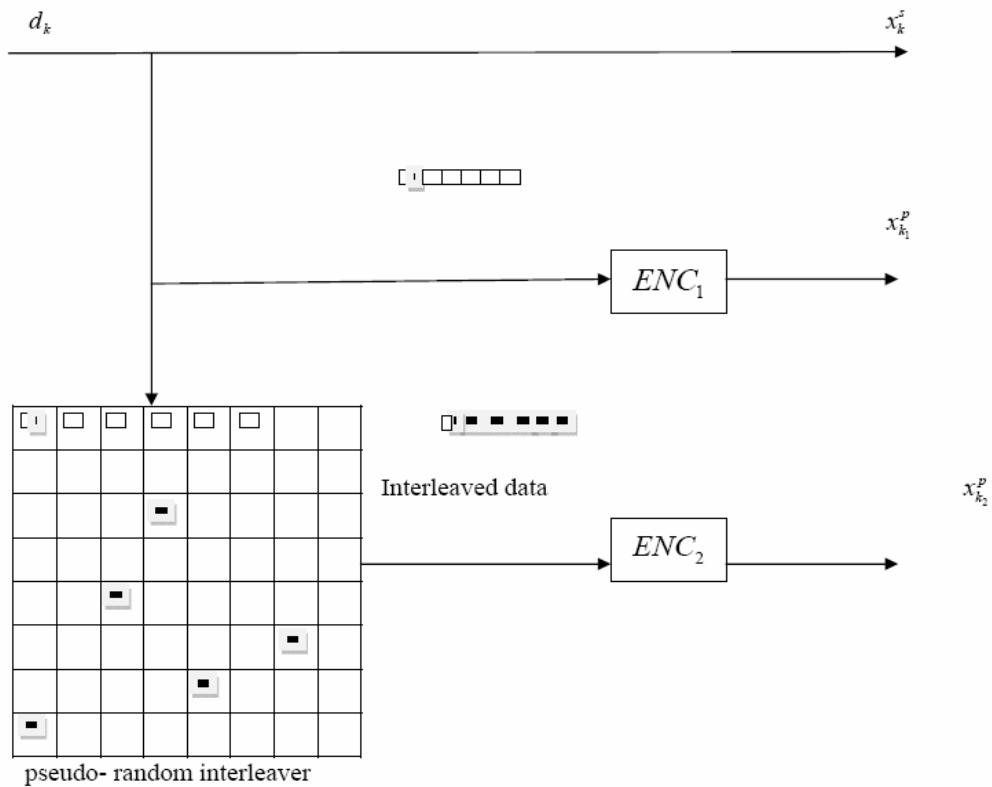 d_k x_k^s
x_{k_1}^p
ENC_1
Interleaved data x_{k_2}^p
ENC_2
pseudo- random interleaver